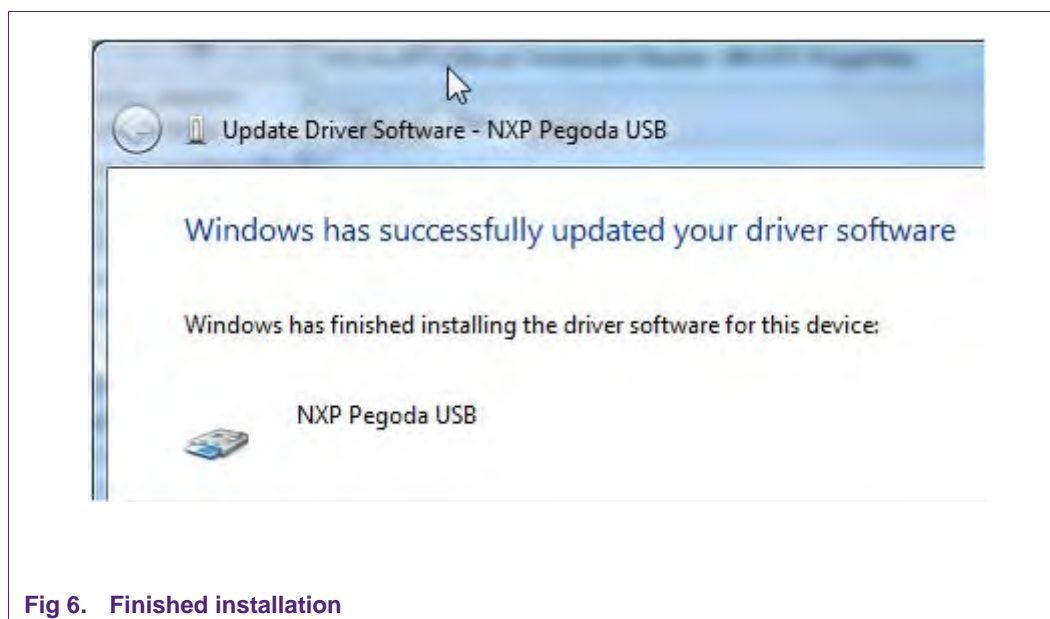 Update Driver Software - NXP Pegoda USB
Windows has successfully updated your driver software
Windows has finished installing the driver software for this device:
NXP Pegoda USB
Fig 6. Finished installation